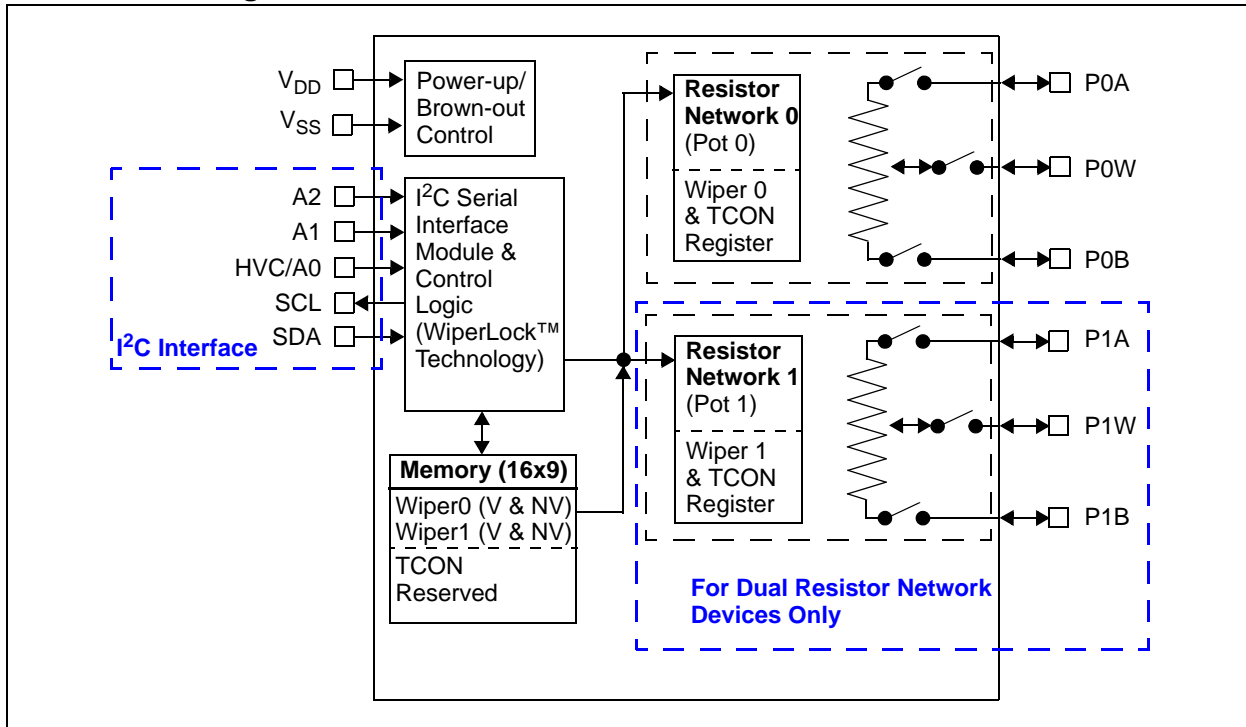 V_DD
V_SS
Power-up/
Brown-out
Control
A2
A1
HVC/A0
SCL
SDA
I²C Interface
I²C Serial
Interface
Module &
Control
Logic
(WiperLock™
Technology)
Memory (16x9)
Wiper0 (V & NV)
Wiper1 (V & NV)
TCON
Reserved
Resistor
Network 0
(Pot 0)
Wiper 0
& TCON
Register
P0A
P0W
P0B
Resistor
Network 1
(Pot 1)
Wiper 1
& TCON
Register
P1A
P1W
P1B
For Dual Resistor Network
Devices Only